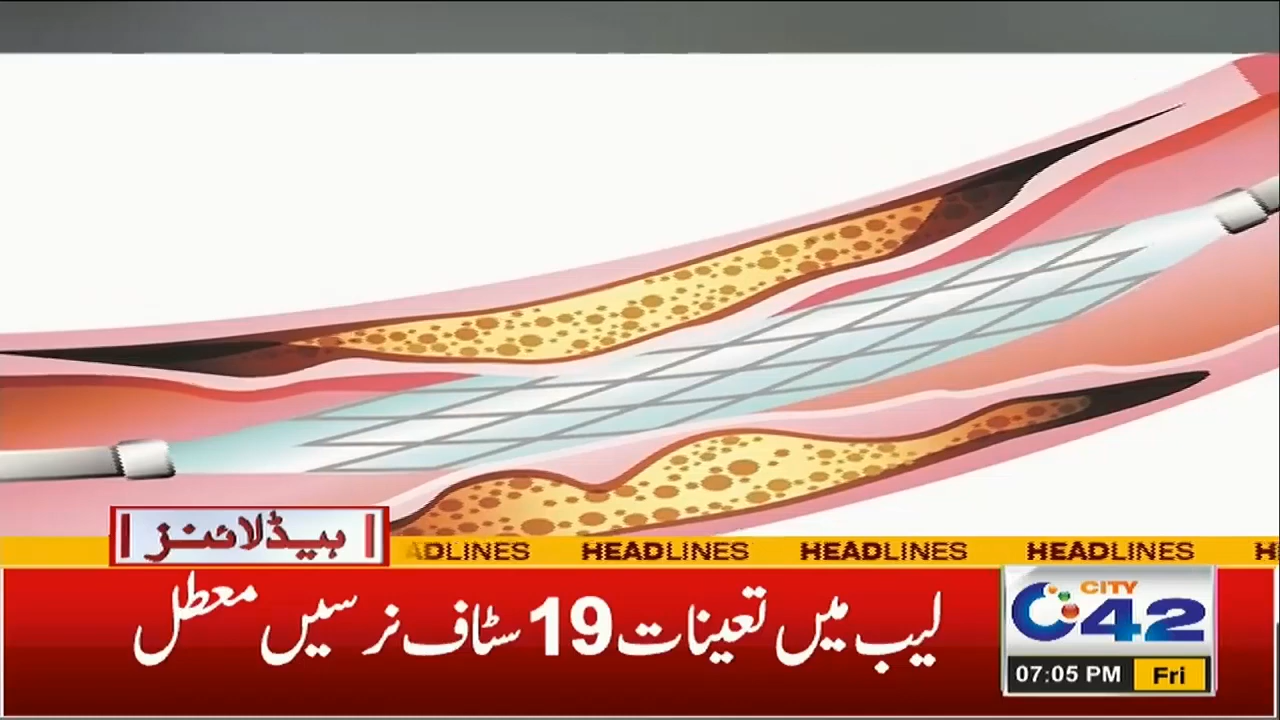 ہیڈلائنز
ADLINES HEADLINES HEADLINES HEADLINES H
لیب میں تعینات 19 سٹاف نرسیں معطل
CITY
42
07:05 PM Fri